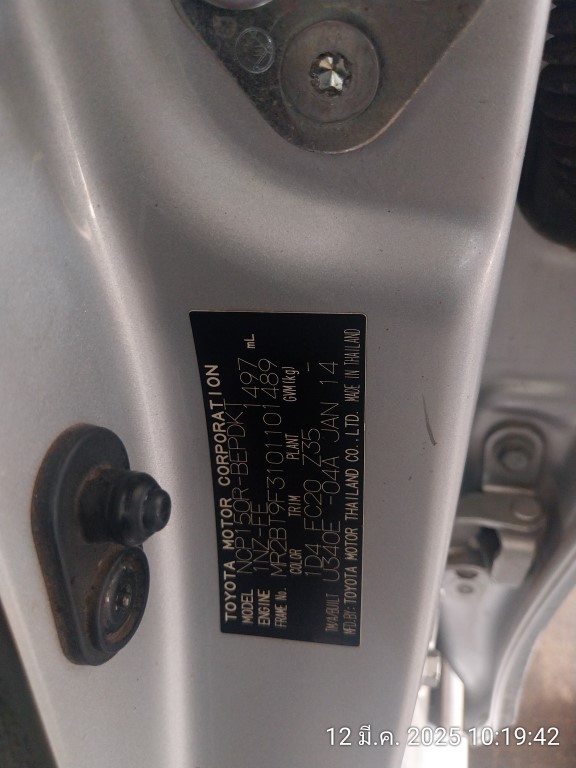 TOYOTA MOTOR CORPORATION
MODEL NCP150R-BEPDKT
ENGINE 1NZ-FE 1497 mL
FRAME No. MR2BT9F3101101489
COLOR TRIM PLANT GVM(kg)
1D4 FC20 Z35 -
TM/A/BUILT U340E -04A JAN 14
MFD.BY:TOYOTA MOTOR THAILAND CO.,LTD. MADE IN THAILAND
12 มี.ค. 2025 10:19:42